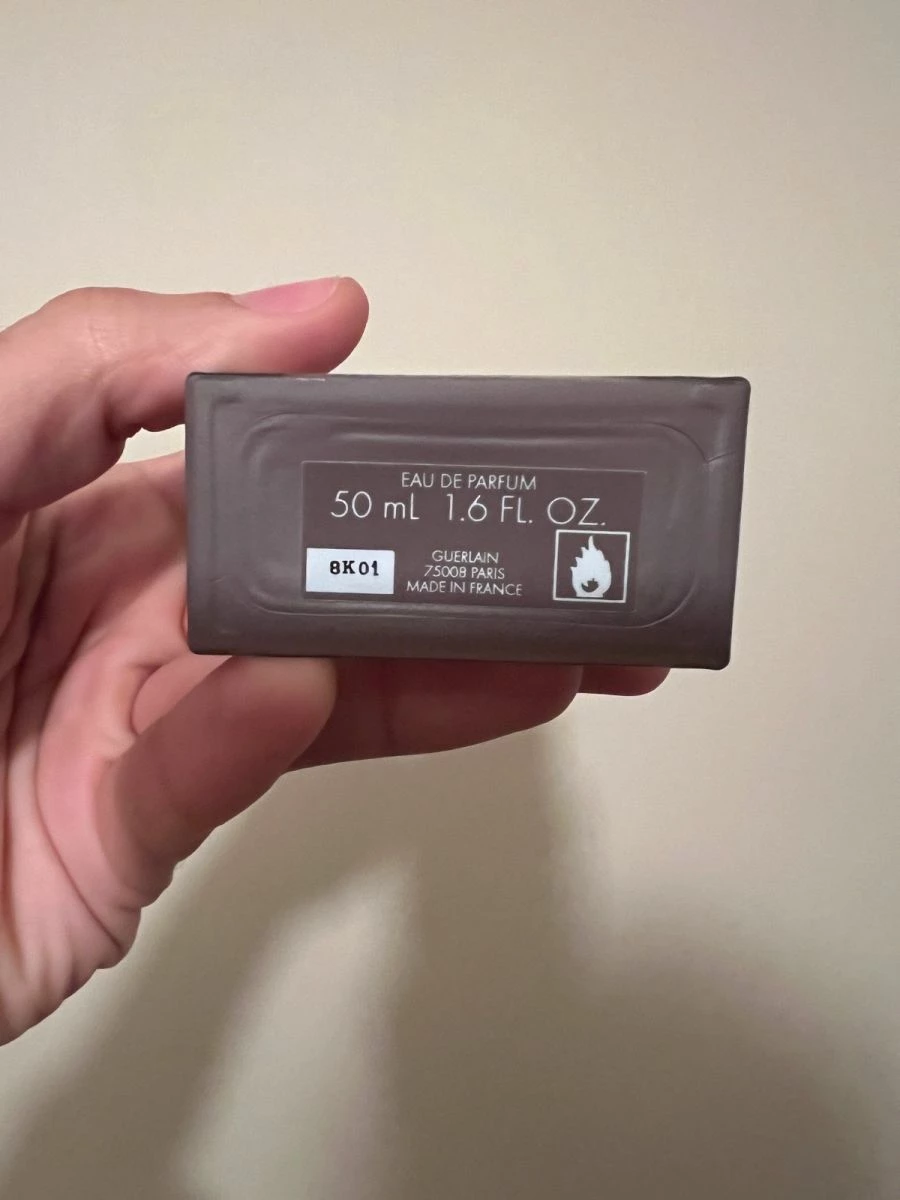 EAU DE PARFUM
50 mL 1.6 FL. OZ.
8K01
GUERLAIN
75008 PARIS
MADE IN FRANCE